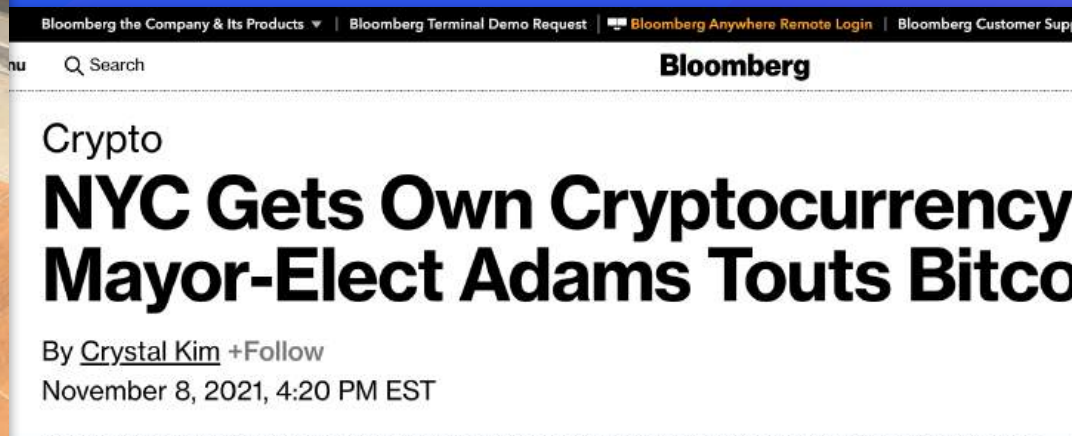 Bloomberg the Company & Its Products ▼ | Bloomberg Terminal Demo Request | Bloomberg Anywhere Remote Login | Bloomberg Customer Supp
nu Search Bloomberg
Crypto
NYC Gets Own Cryptocurrency
Mayor-Elect Adams Touts Bitco
By Crystal Kim +Follow
November 8, 2021, 4:20 PM EST